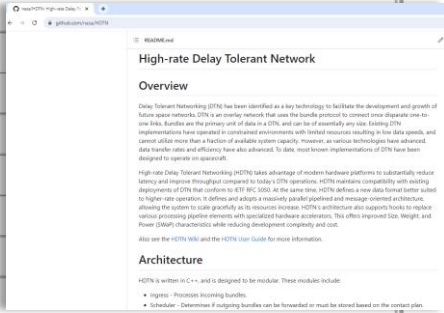 nasa/HDTN: High-rate Delay To
github.com/nasa/HDTN
README.md
High-rate Delay Tolerant Network
Overview
Delay Tolerant Networking (DTN) has been identified as a key technology to facilitate the development and growth of
future space networks. DTN is an overlay network that uses the bundle protocol to connect once disparate one-to-
one links. Bundles are the primary unit of data in a DTN, and can be of essentially any size. Existing DTN
implementations have operated in constrained environments with limited resources resulting in low data speeds, and
cannot utilize more than a fraction of available system capacity. However, as various technologies have advanced,
data transfer rates and efficiency have also advanced. To date, most known implementations of DTN have been
designed to operate on spacecraft.
High-rate Delay Tolerant Networking (HDTN) takes advantage of modern hardware platforms to substantially reduce
latency and improve throughput compared to today's DTN operations. HDTN maintains compatibility with existing
deployments of DTN that conform to IETF RFC 5050. At the same time, HDTN defines a new data format better suited
to higher-rate operation. It defines and adopts a massively parallel pipelined and message-oriented architecture,
allowing the system to scale gracefully as its resources increase. HDTN's architecture also supports hooks to replace
various processing pipeline elements with specialized hardware accelerators. This offers improved Size, Weight, and
Power (SWaP) characteristics while reducing development complexity and cost.
Also see the HDTN Wiki and the HDTN User Guide for more information.
Architecture
HDTN is written in C++, and is designed to be modular. These modules include:
• Ingress - Processes incoming bundles.
• Scheduler - Determines if outgoing bundles can be forwarded or must be stored based on the contact plan.